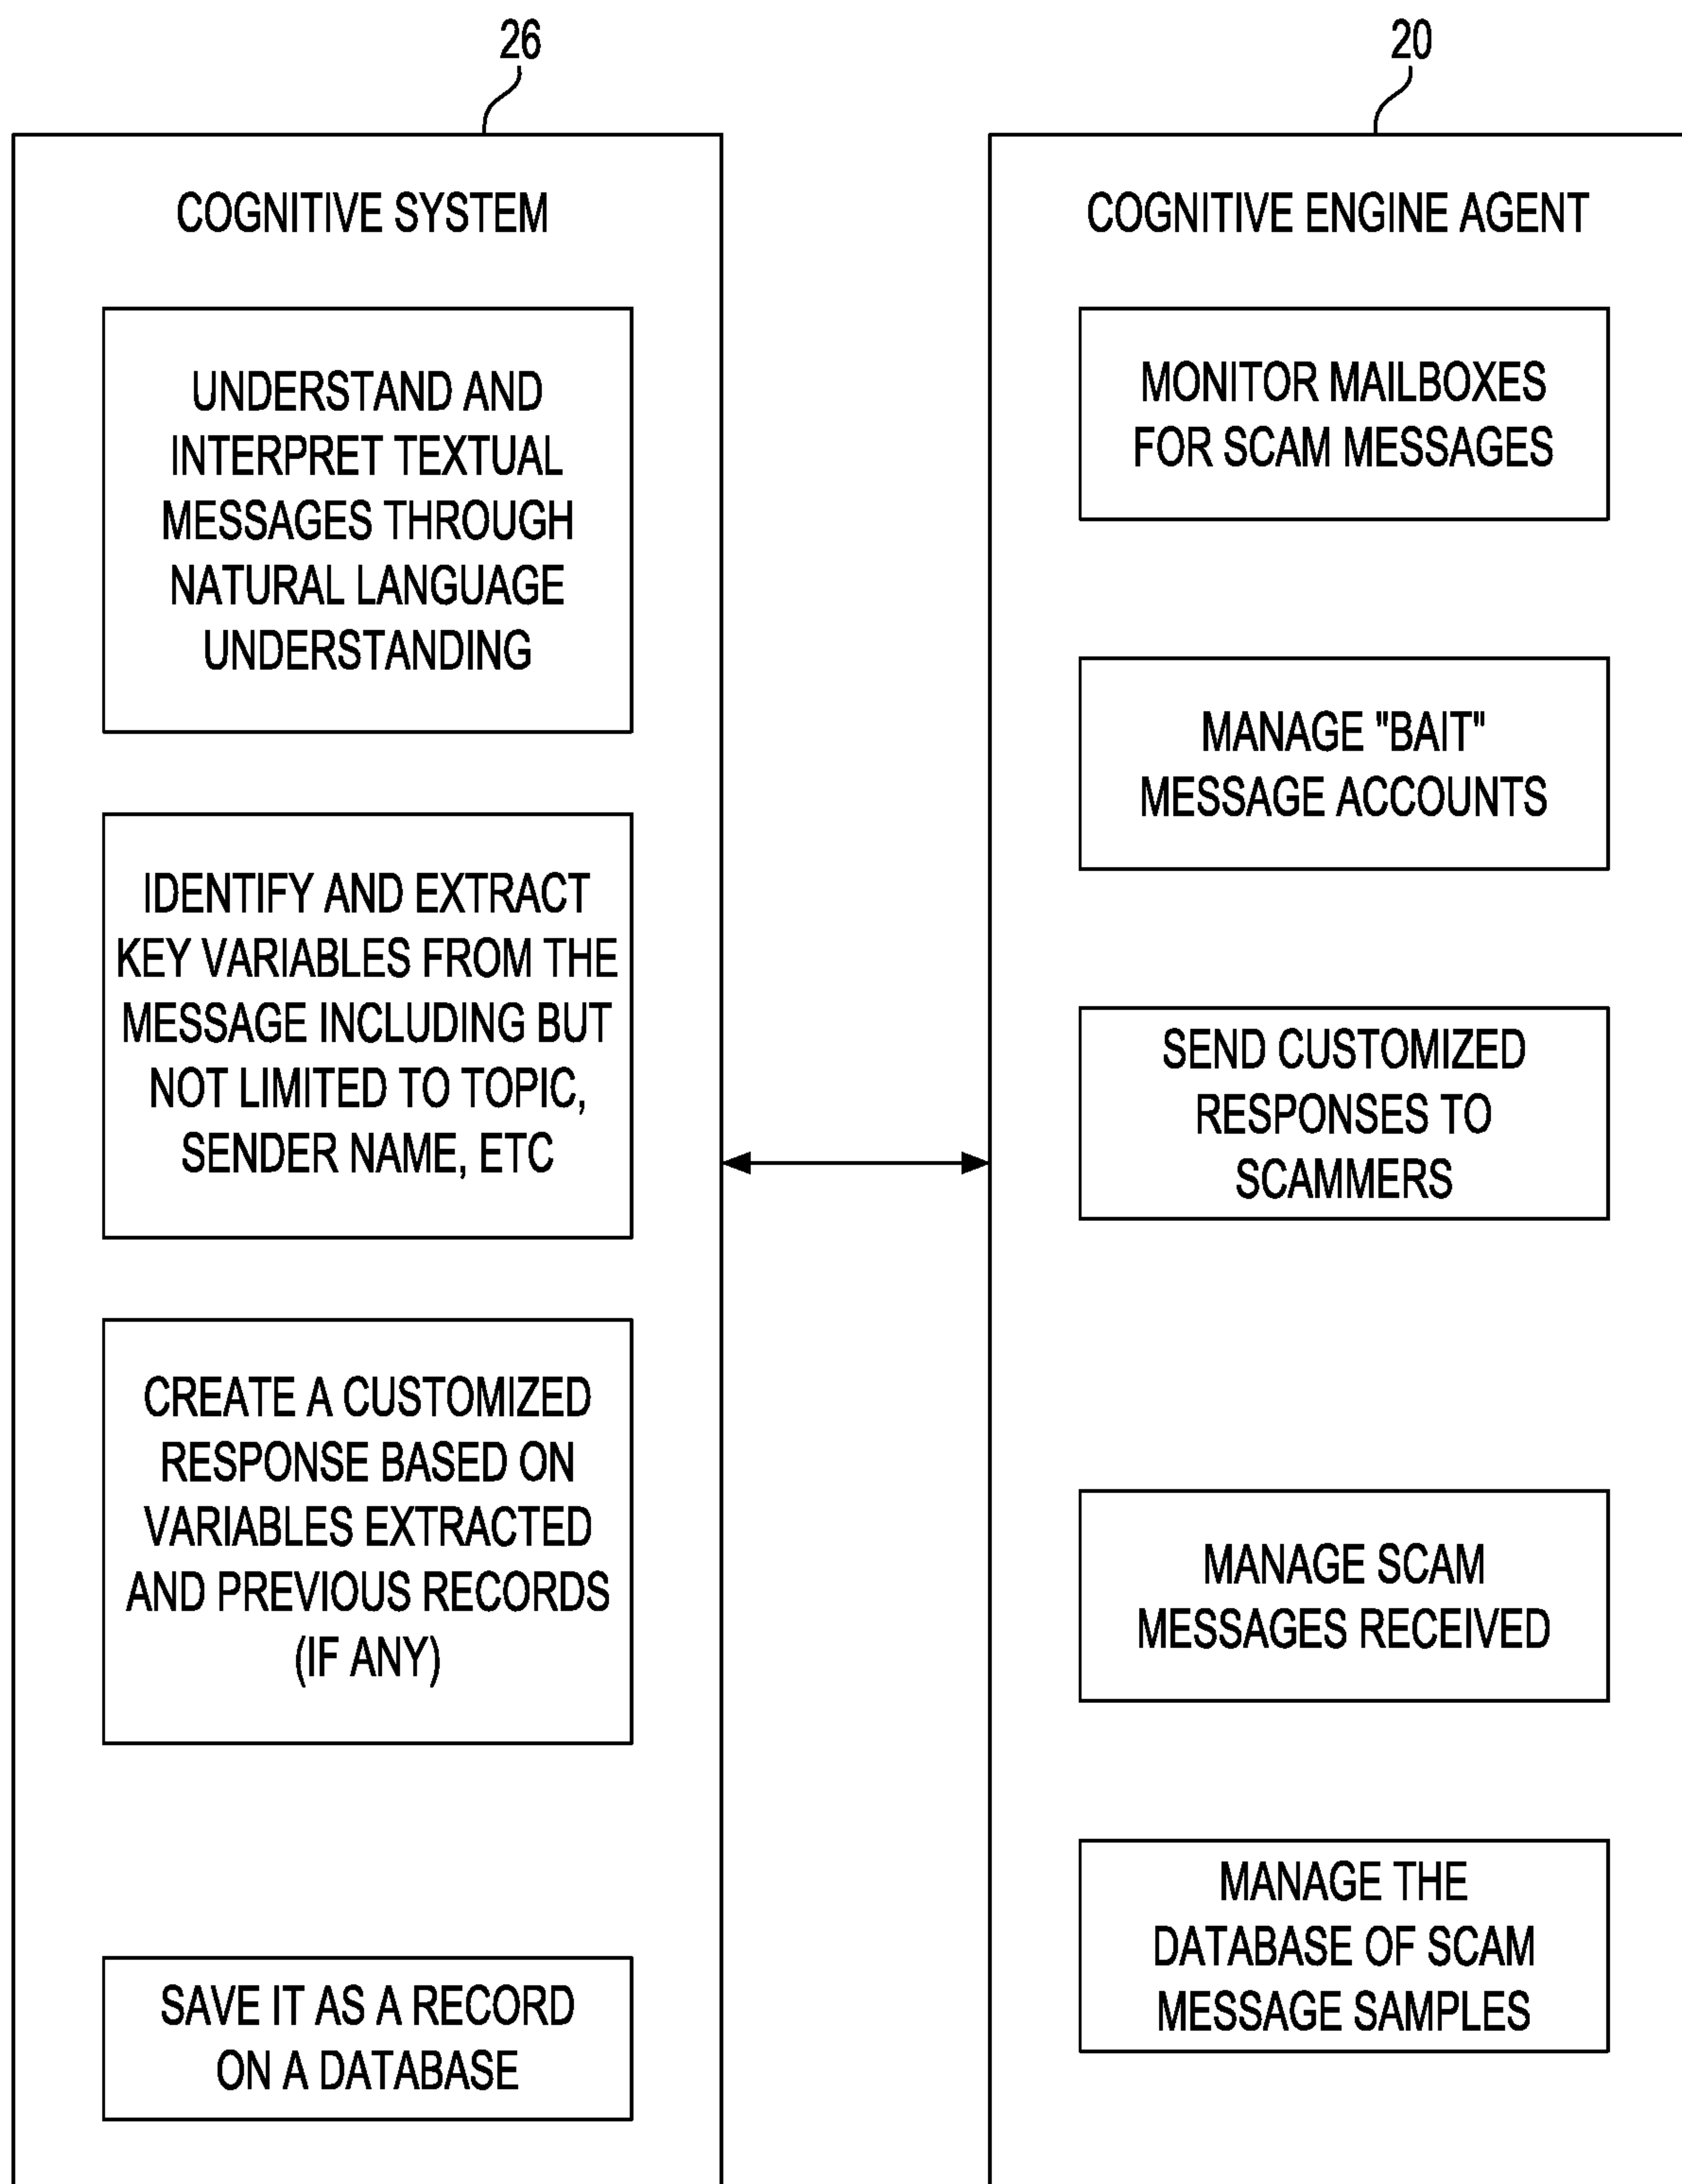 26
COGNITIVE SYSTEM
UNDERSTAND AND
INTERPRET TEXTUAL
MESSAGES THROUGH
NATURAL LANGUAGE
UNDERSTANDING
IDENTIFY AND EXTRACT
KEY VARIABLES FROM THE
MESSAGE INCLUDING BUT
NOT LIMITED TO TOPIC,
SENDER NAME, ETC
CREATE A CUSTOMIZED
RESPONSE BASED ON
VARIABLES EXTRACTED
AND PREVIOUS RECORDS
(IF ANY)
SAVE IT AS A RECORD
ON A DATABASE
20
COGNITIVE ENGINE AGENT
MONITOR MAILBOXES
FOR SCAM MESSAGES
MANAGE "BAIT"
MESSAGE ACCOUNTS
SEND CUSTOMIZED
RESPONSES TO
SCAMMERS
MANAGE SCAM
MESSAGES RECEIVED
MANAGE THE
DATABASE OF SCAM
MESSAGE SAMPLES